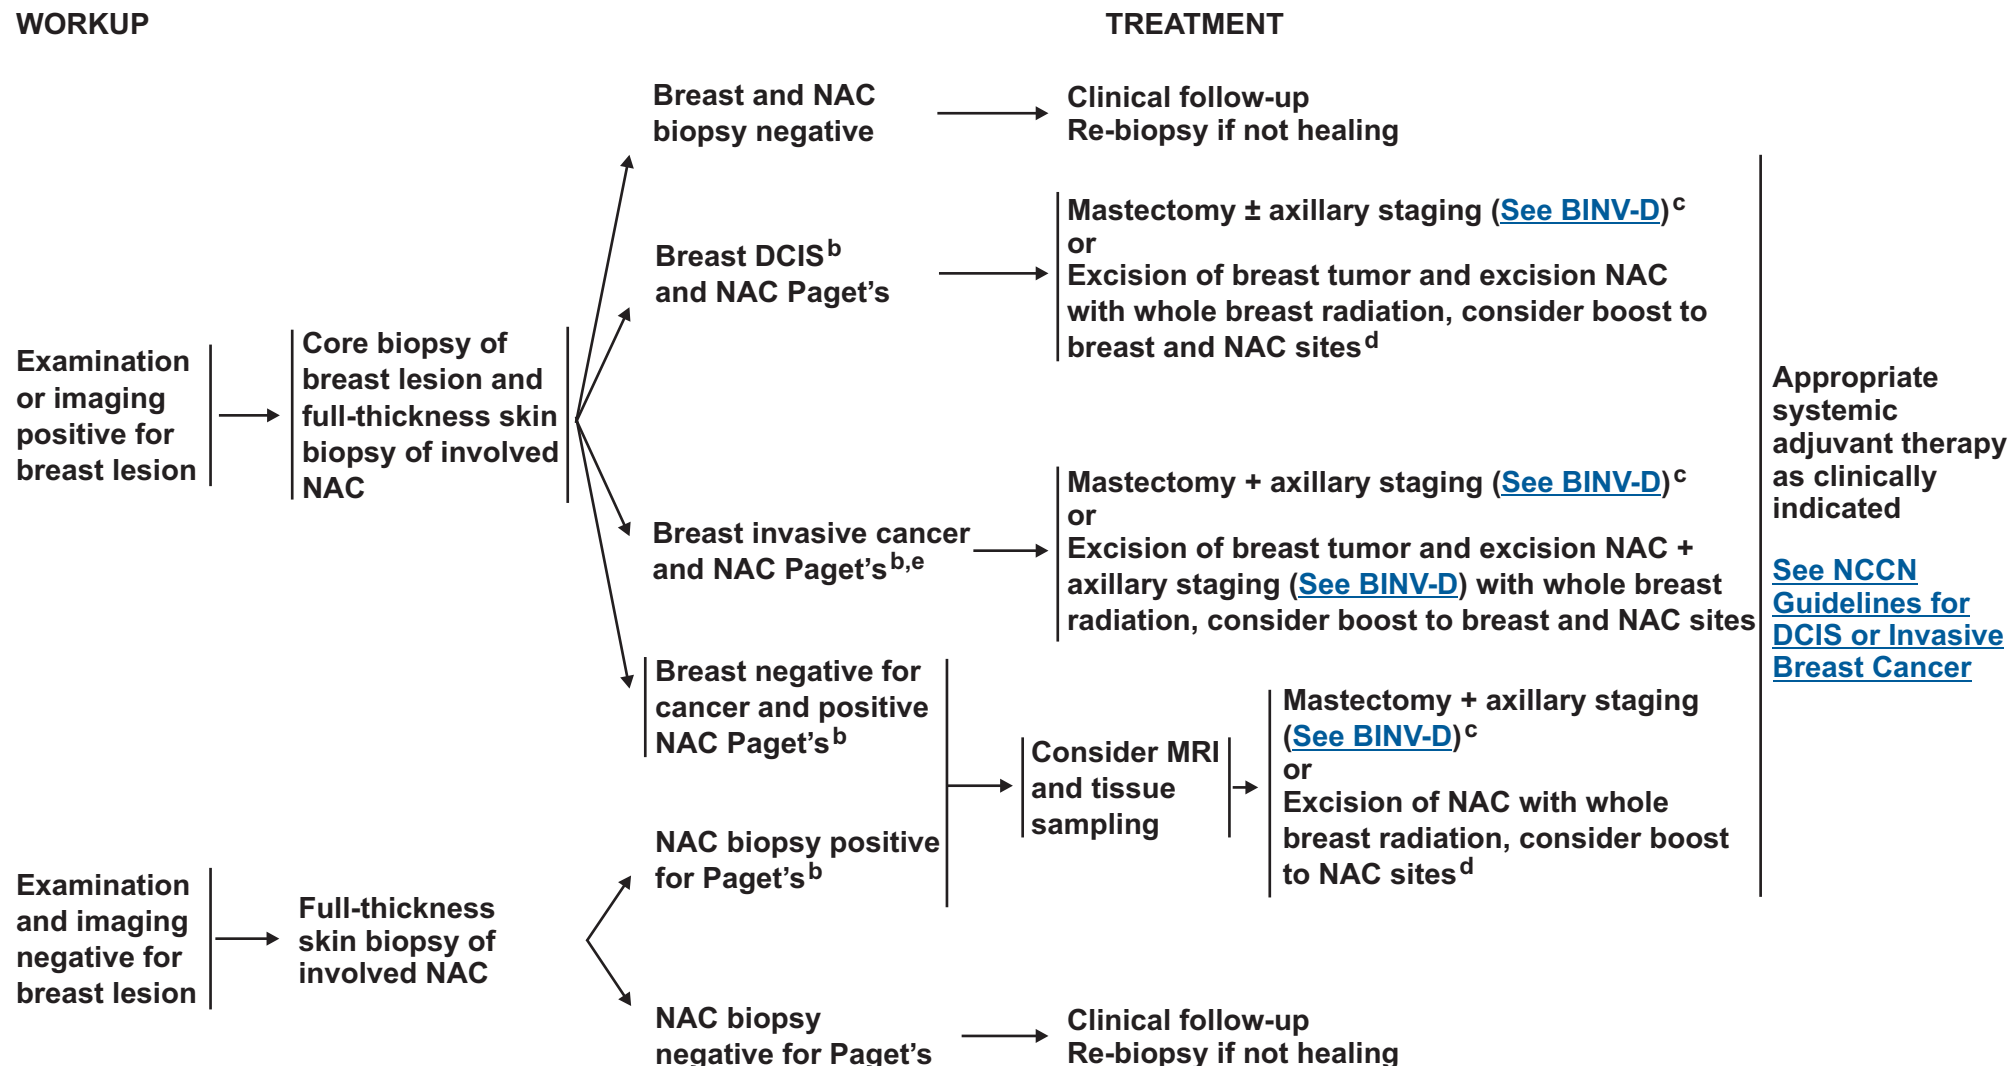 WORKUP
TREATMENT
Breast and NAC
biopsy negative
Clinical follow-up
Re-biopsy if not healing
Breast DCISb
and NAC Paget’s
Mastectomy ± axillary staging (See BINV-D)c
or
Excision of breast tumor and excision NAC
with whole breast radiation, consider boost to
breast and NAC sitesd
Examination
or imaging
positive for
breast lesion
Core biopsy of
breast lesion and
full-thickness skin
biopsy of involved
NAC
Breast invasive cancer
and NAC Paget’sb,e
Mastectomy + axillary staging (See BINV-D)c
or
Excision of breast tumor and excision NAC +
axillary staging (See BINV-D) with whole breast
radiation, consider boost to breast and NAC sites
Appropriate
systemic
adjuvant therapy
as clinically
indicated
See NCCN
Guidelines for
DCIS or Invasive
Breast Cancer
Breast negative for
cancer and positive
NAC Paget’sb
Consider MRI
and tissue
sampling
Mastectomy + axillary staging
(See BINV-D)c
or
Excision of NAC with whole
breast radiation, consider boost
to NAC sitesd
Examination
and imaging
negative for
breast lesion
Full-thickness
skin biopsy of
involved NAC
NAC biopsy positive
for Paget’sb
NAC biopsy
negative for Paget’s
Clinical follow-up
Re-biopsy if not healing